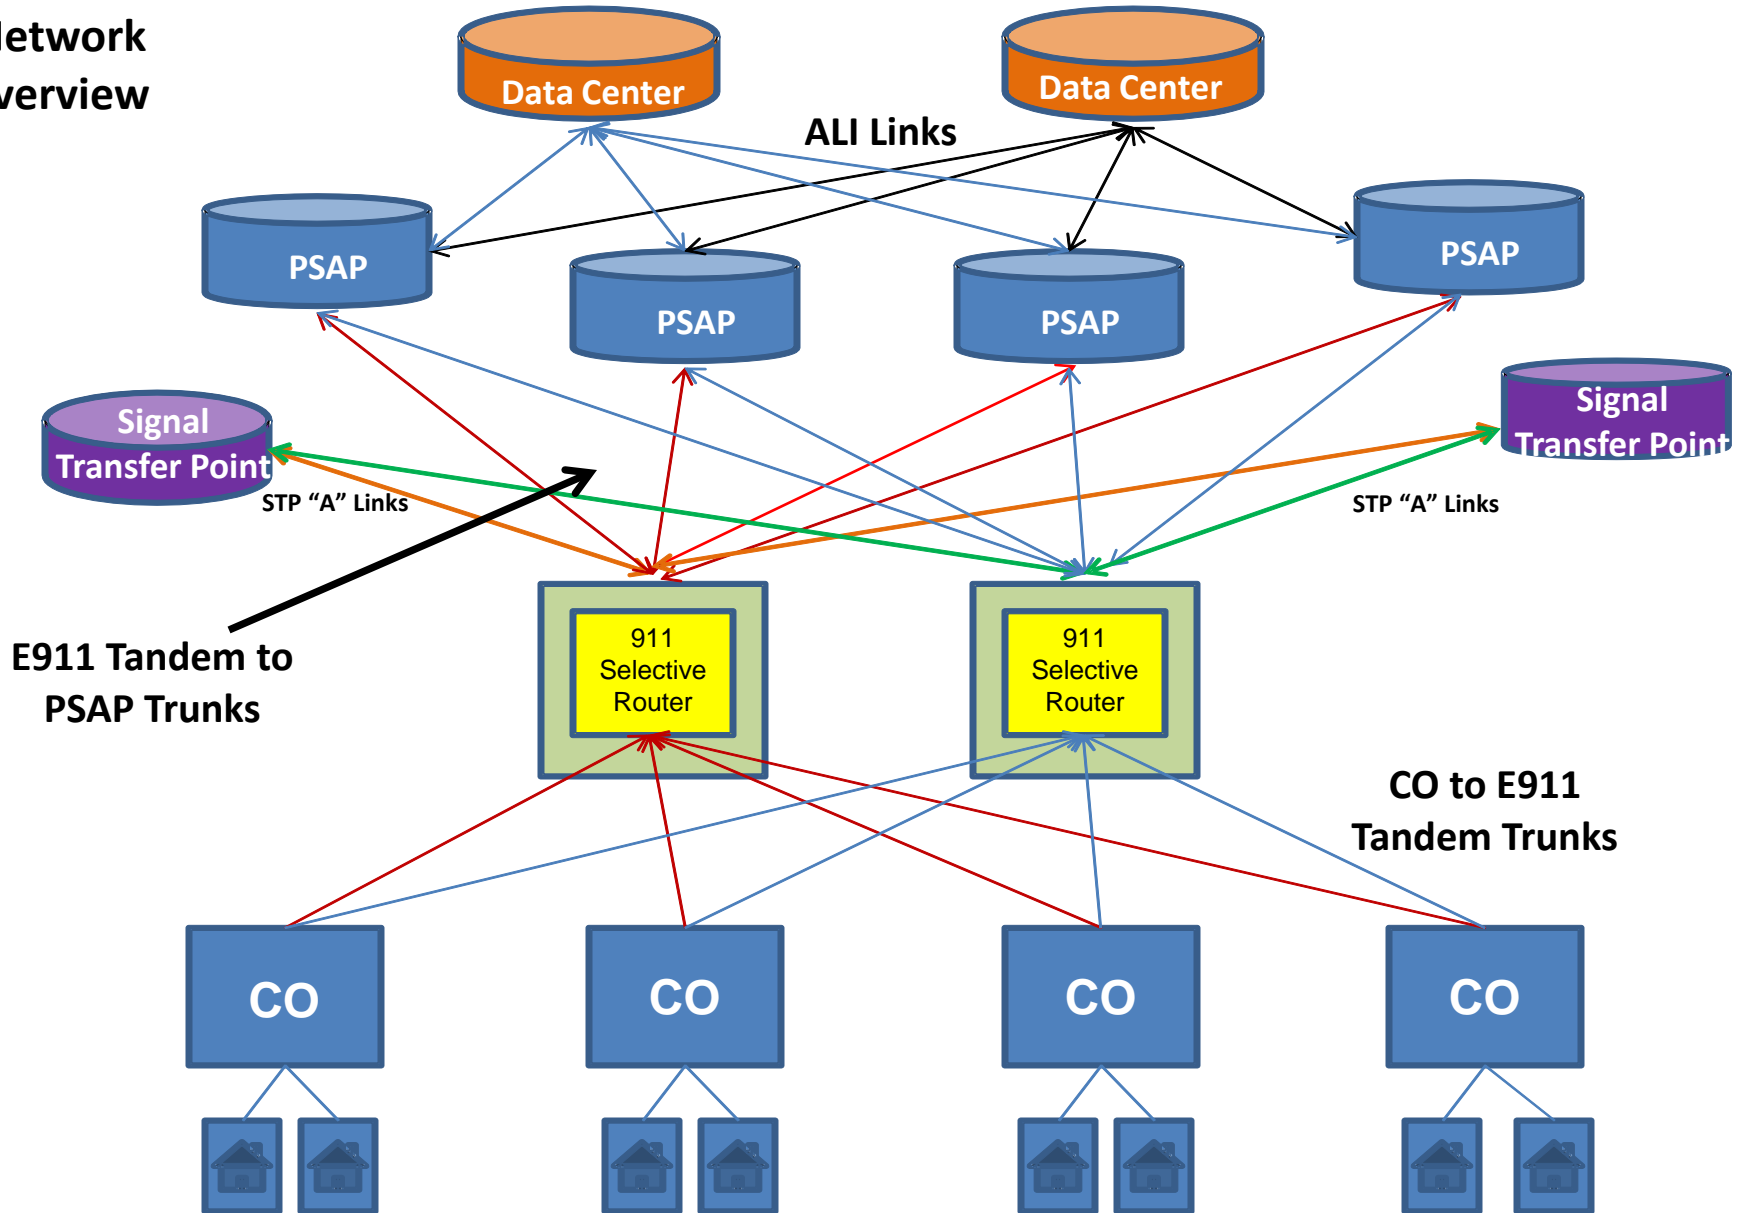 etwork
verview
Data Center
Data Center
ALI Links
PSAP
PSAP
PSAP
PSAP
Signal
Transfer Point
Signal
Transfer Point
STP “A” Links
STP “A” Links
E911 Tandem to
PSAP Trunks
911
Selective
Router
911
Selective
Router
CO to E911
Tandem Trunks
CO
CO
CO
CO